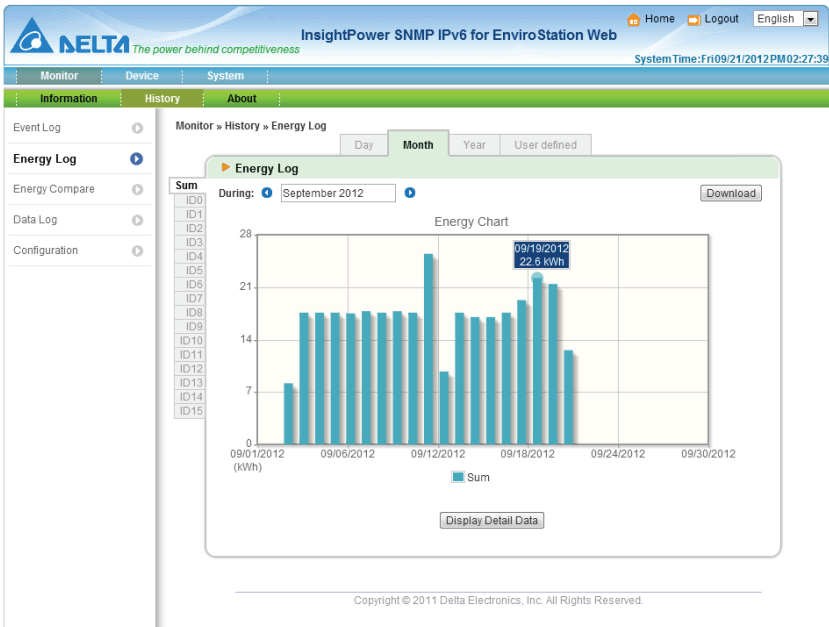 Home Logout English
InsightPower SNMP IPv6 for EnviroStation Web
DELTA The power behind competitiveness
System Time:Fri09/21/2012PM02:27:39
Monitor Device System
Information History About
Event Log
Energy Log
Energy Compare
Data Log
Configuration
Monitor » History » Energy Log
Day Month Year User defined
Energy Log
Sum
ID0
ID1
ID2
ID3
ID4
ID5
ID6
ID7
ID8
ID9
ID10
ID11
ID12
ID13
ID14
ID15
During: September 2012 Download
Energy Chart
28
21
14
7
0
09/19/2012
22.6 kWh
09/01/2012 09/06/2012 09/12/2012 09/18/2012 09/24/2012 09/30/2012
(kWh)
Sum
Display Detail Data
Copyright © 2011 Delta Electronics, Inc. All Rights Reserved.